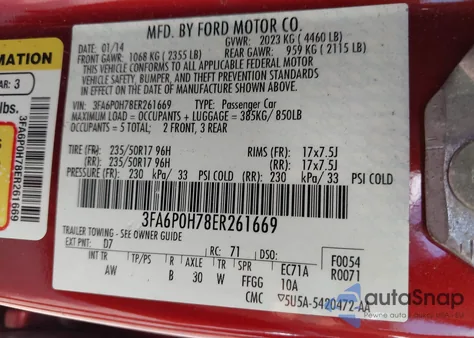 MFD. BY FORD MOTOR CO.
DATE: 01/14 GVWR: 2023 KG ( 4460 LB)
FRONT GAWR: 1068 KG ( 2355 LB) REAR GAWR: 959 KG ( 2115 LB)
THIS VEHICLE CONFORMS TO ALL APPLICABLE FEDERAL MOTOR
VEHICLE SAFETY, BUMPER, AND THEFT PREVENTION STANDARDS
IN EFFECT ON THE DATE OF MANUFACTURE SHOWN ABOVE.
VIN: 3FA6P0H78ER261669 TYPE: Passenger Car
MAXIMUM LOAD = OCCUPANTS + LUGGAGE = 385KG/850LB
OCCUPANTS = 5 TOTAL: 2 FRONT, 3 REAR
TIRE (FR): 235/50R17 96H RIMS (FR): 17x7.5J
(RR): 235/50R17 96H (RR): 17x7.5J
PRESSURE (FR): 230 kPa/ 33 PSI COLD (RR): 230 kPa/ 33 PSI COLD
3FA6P0H78ER261669
TRAILER TOWING - SEE OWNER GUIDE
EXT PNT: D7 RC: 71 DSO: F0054
INT TR TP/PS R AXLE TR SPR EC71A R0071
AW B 30 W FFGG 10A
CMC 5U5A-5420472-AA
RMATION
AR: 3
lbs.
3FA6P0H78ER261669
autoSnap